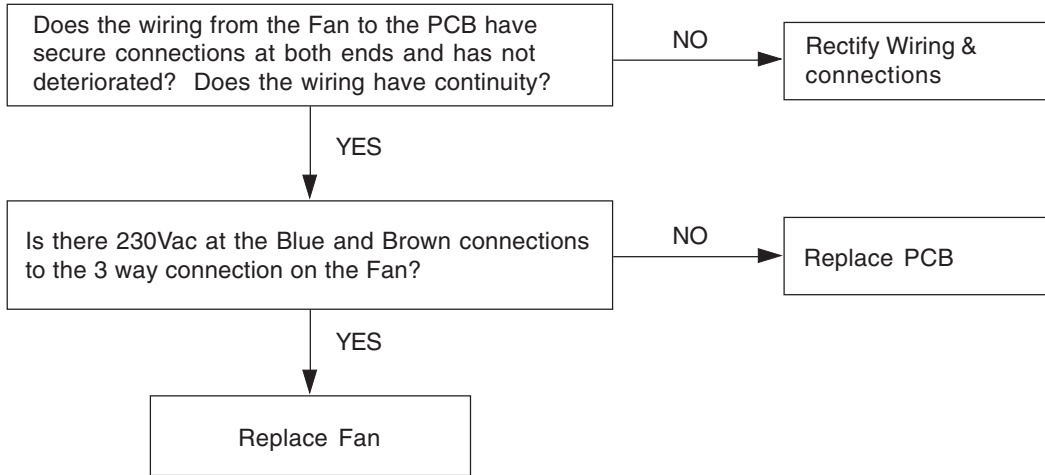 Does the wiring from the Fan to the PCB have
secure connections at both ends and has not
deteriorated? Does the wiring have continuity?
NO
Rectify Wiring &
connections
YES
Is there 230Vac at the Blue and Brown connections
to the 3 way connection on the Fan?
NO
Replace PCB
YES
Replace Fan